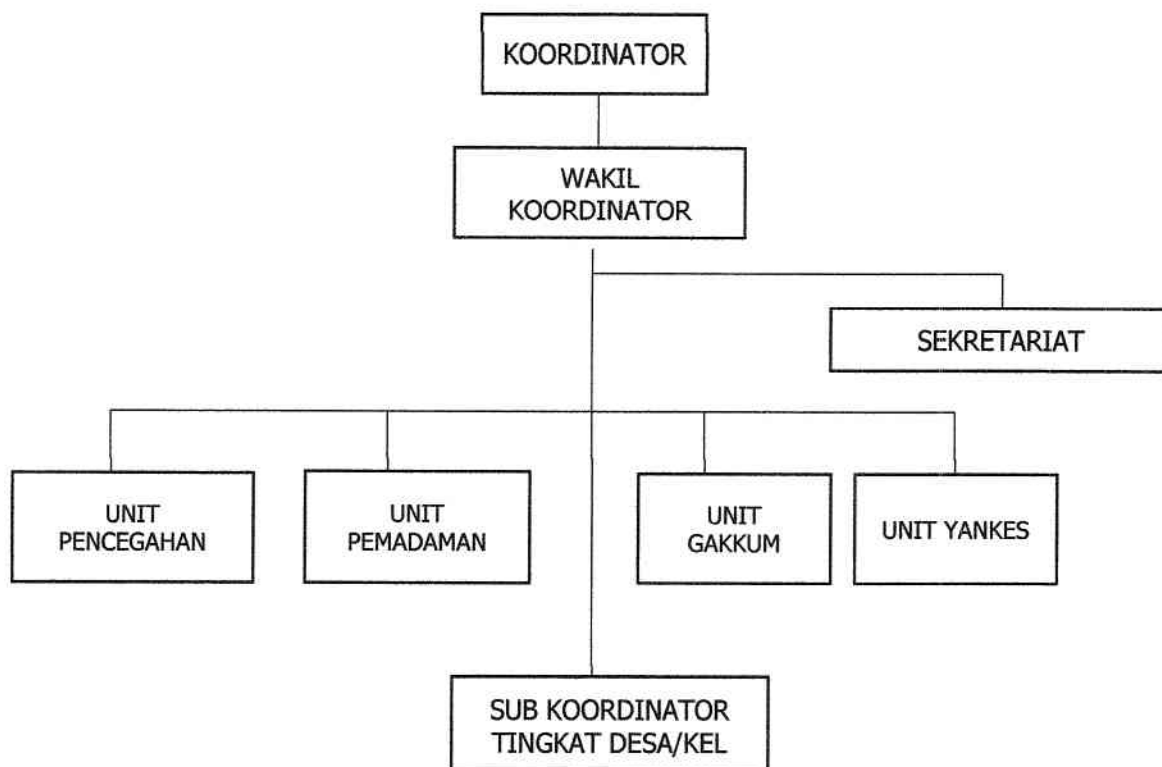 KOORDINATOR
WAKIL
KOORDINATOR
SEKRETARIAT
UNIT
PENCEGAHAN
UNIT
PEMADAMAN
UNIT
GAKKUM
UNIT YANKES
SUB KOORDINATOR
TINGKAT DESA/KEL